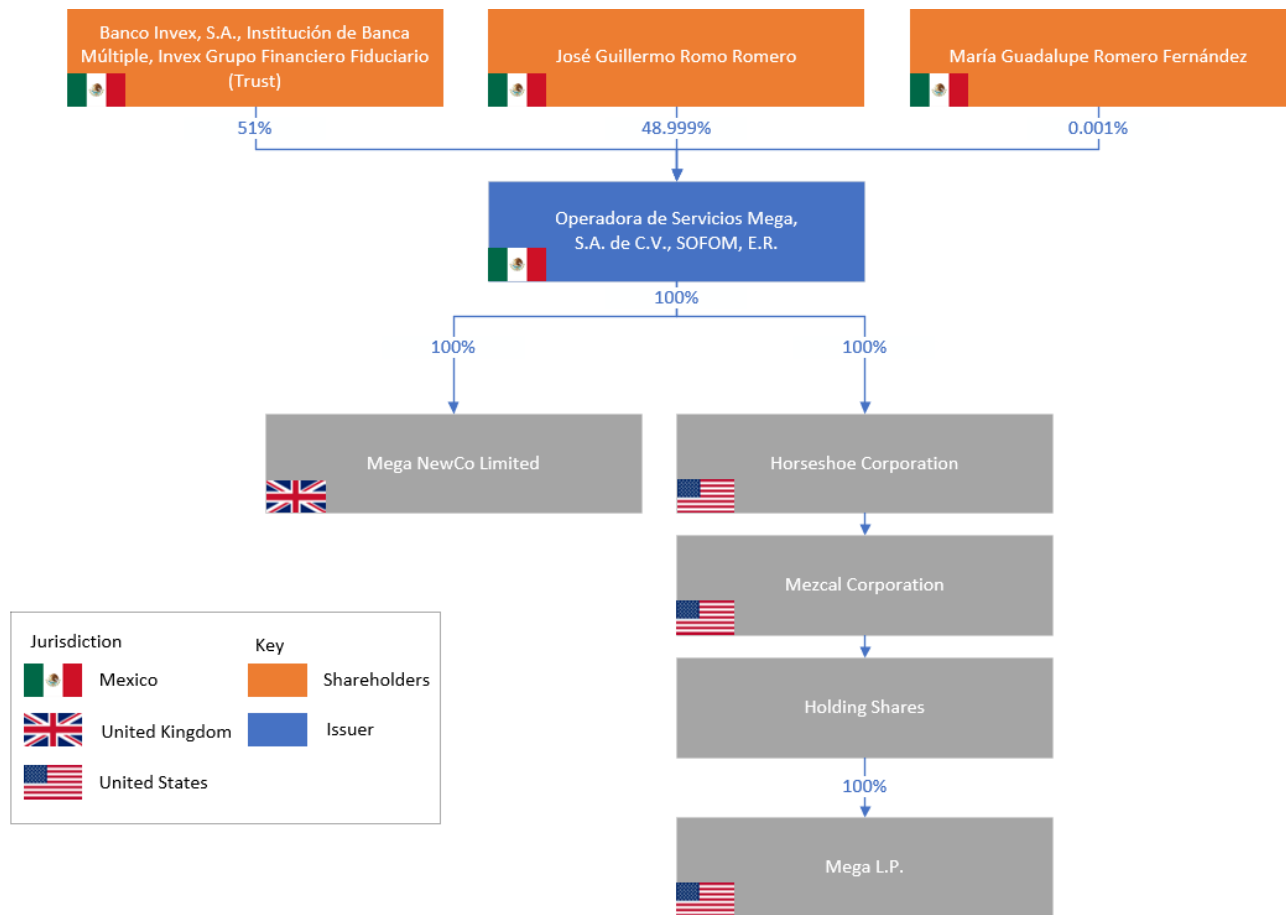 Banco Invex, S.A., Institución de Banca
Múltiple, Invex Grupo Financiero Fiduciario
(Trust)
José Guillermo Romo Romero
María Guadalupe Romero Fernández
51%
48.999%
0.001%
Operadora de Servicios Mega,
S.A. de C.V., SOFOM, E.R.
100%
100%
100%
Mega NewCo Limited
Horseshoe Corporation
Mezcal Corporation
Holding Shares
100%
Mega L.P.
Jurisdiction
Key
Mexico
Shareholders
United Kingdom
Issuer
United States